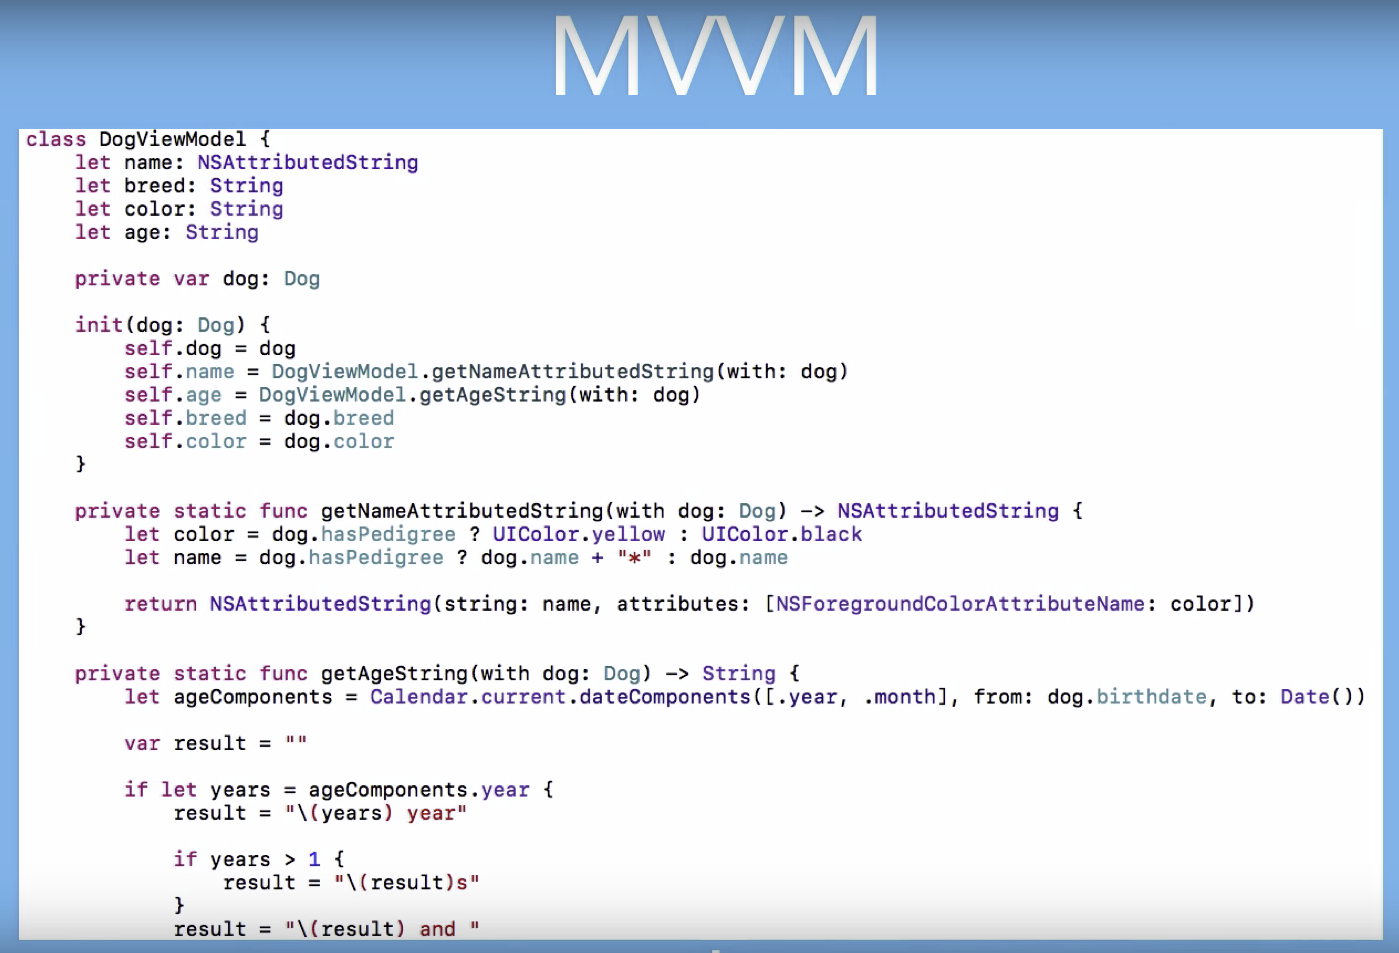 MVVM
class DogViewModel {
    let name: NSAttributedString
    let breed: String
    let color: String
    let age: String

    private var dog: Dog

    init(dog: Dog) {
        self.dog = dog
        self.name = DogViewModel.getNameAttributedString(with: dog)
        self.age = DogViewModel.getAgeString(with: dog)
        self.breed = dog.breed
        self.color = dog.color
    }

    private static func getNameAttributedString(with dog: Dog) -> NSAttributedString {
        let color = dog.hasPedigree ? UIColor.yellow : UIColor.black
        let name = dog.hasPedigree ? dog.name + "*" : dog.name

        return NSAttributedString(string: name, attributes: [NSForegroundColorAttributeName: color])
    }

    private static func getAgeString(with dog: Dog) -> String {
        let ageComponents = Calendar.current.dateComponents([.year, .month], from: dog.birthdate, to: Date())

        var result = ""

        if let years = ageComponents.year {
            result = "\(years) year"

            if years > 1 {
                result = "\(result)s"
            }
            result = "\(result) and "